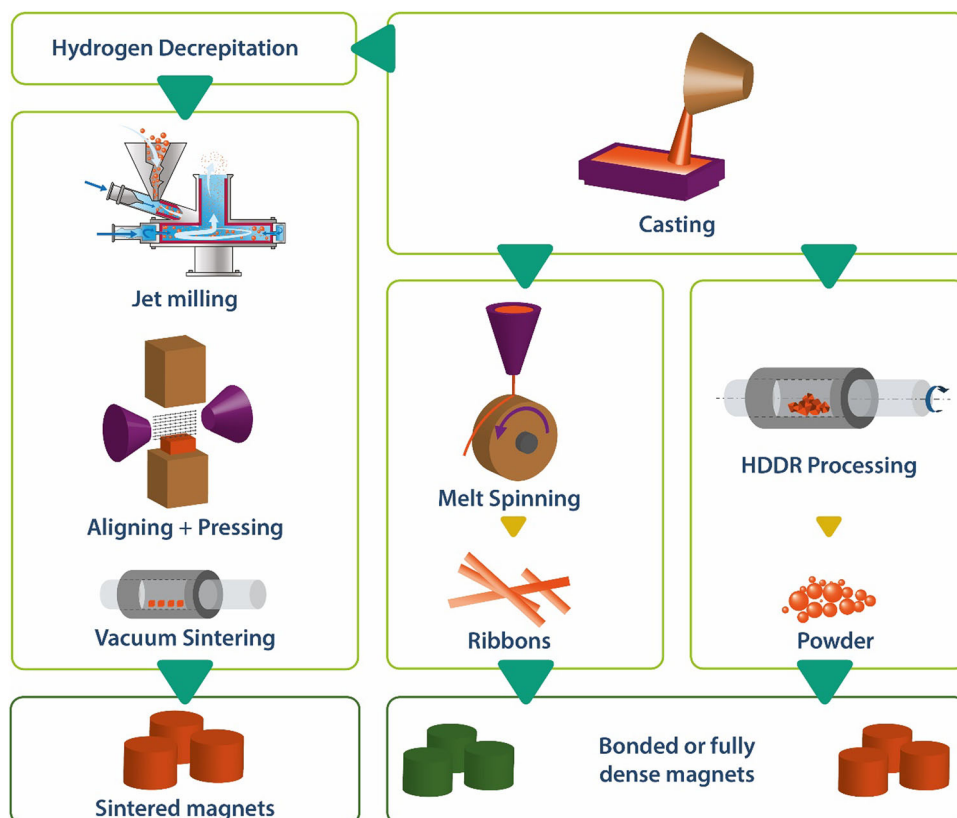 Hydrogen Decrepitation
Casting
Jet milling
Aligning + Pressing
Vacuum Sintering
Melt Spinning
Ribbons
HDDR Processing
Powder
Sintered magnets
Bonded or fully
dense magnets